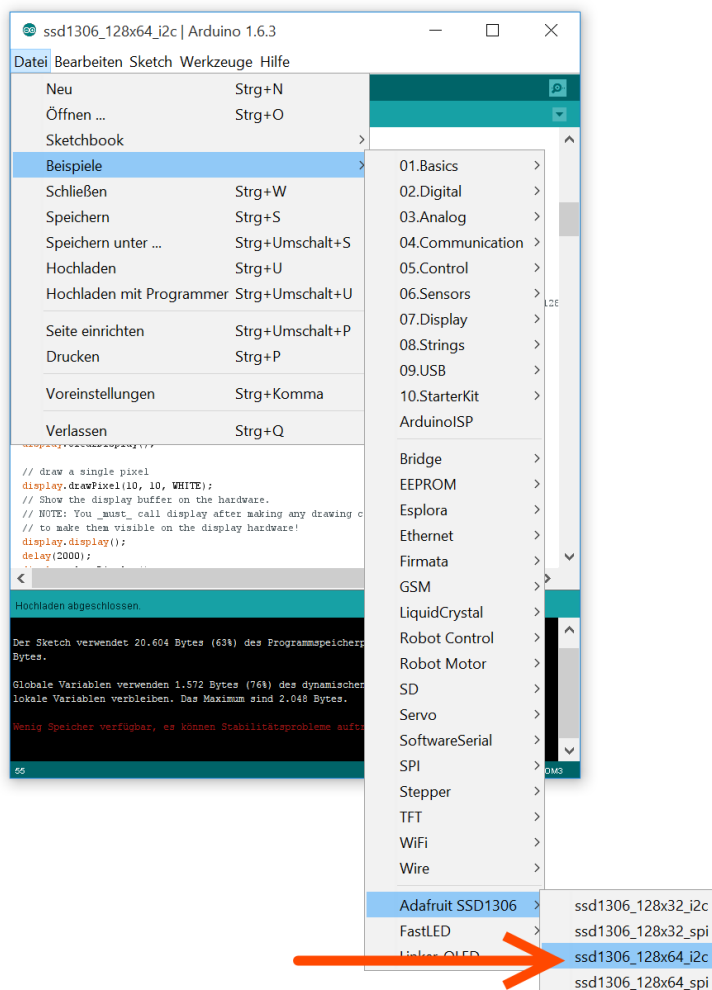 ssd1306_128x64_i2c | Arduino 1.6.3
Datei Bearbeiten Sketch Werkzeuge Hilfe
Neu Strg+N
Öffnen ... Strg+O
Sketchbook
Beispiele
Schließen Strg+W
Speichern Strg+S
Speichern unter ... Strg+Umschalt+S
Hochladen Strg+U
Hochladen mit Programmer Strg+Umschalt+U
Seite einrichten Strg+Umschalt+P
Drucken Strg+P
Voreinstellungen Strg+Komma
Verlassen Strg+Q
01.Basics
02.Digital
03.Analog
04.Communication
05.Control
06.Sensors
07.Display
08.Strings
09.USB
10.StarterKit
ArduinoISP
Bridge
EEPROM
Esplora
Ethernet
Firmata
GSM
LiquidCrystal
Robot Control
Robot Motor
SD
Servo
SoftwareSerial
SPI
Stepper
TFT
WiFi
Wire
Adafruit SSD1306
FastLED
ssd1306_128x32_i2c
ssd1306_128x32_spi
ssd1306_128x64_i2c
ssd1306_128x64_spi
// draw a single pixel
display.drawPixel(10, 10, WHITE);
// Show the display buffer on the hardware.
// NOTE: You _must_ call display after making any drawing c
// to make them visible on the display hardware!
display.display();
delay(2000);
Hochladen abgeschlossen.
Der Sketch verwendet 20.604 Bytes (63%) des Programmspeicherp
Bytes.
Globale Variablen verwenden 1.572 Bytes (76%) des dynamischen
lokale Variablen verbleiben. Das Maximum sind 2.048 Bytes.
Wenig Speicher verfügbar, es können Stabilitätsprobleme auftr
55